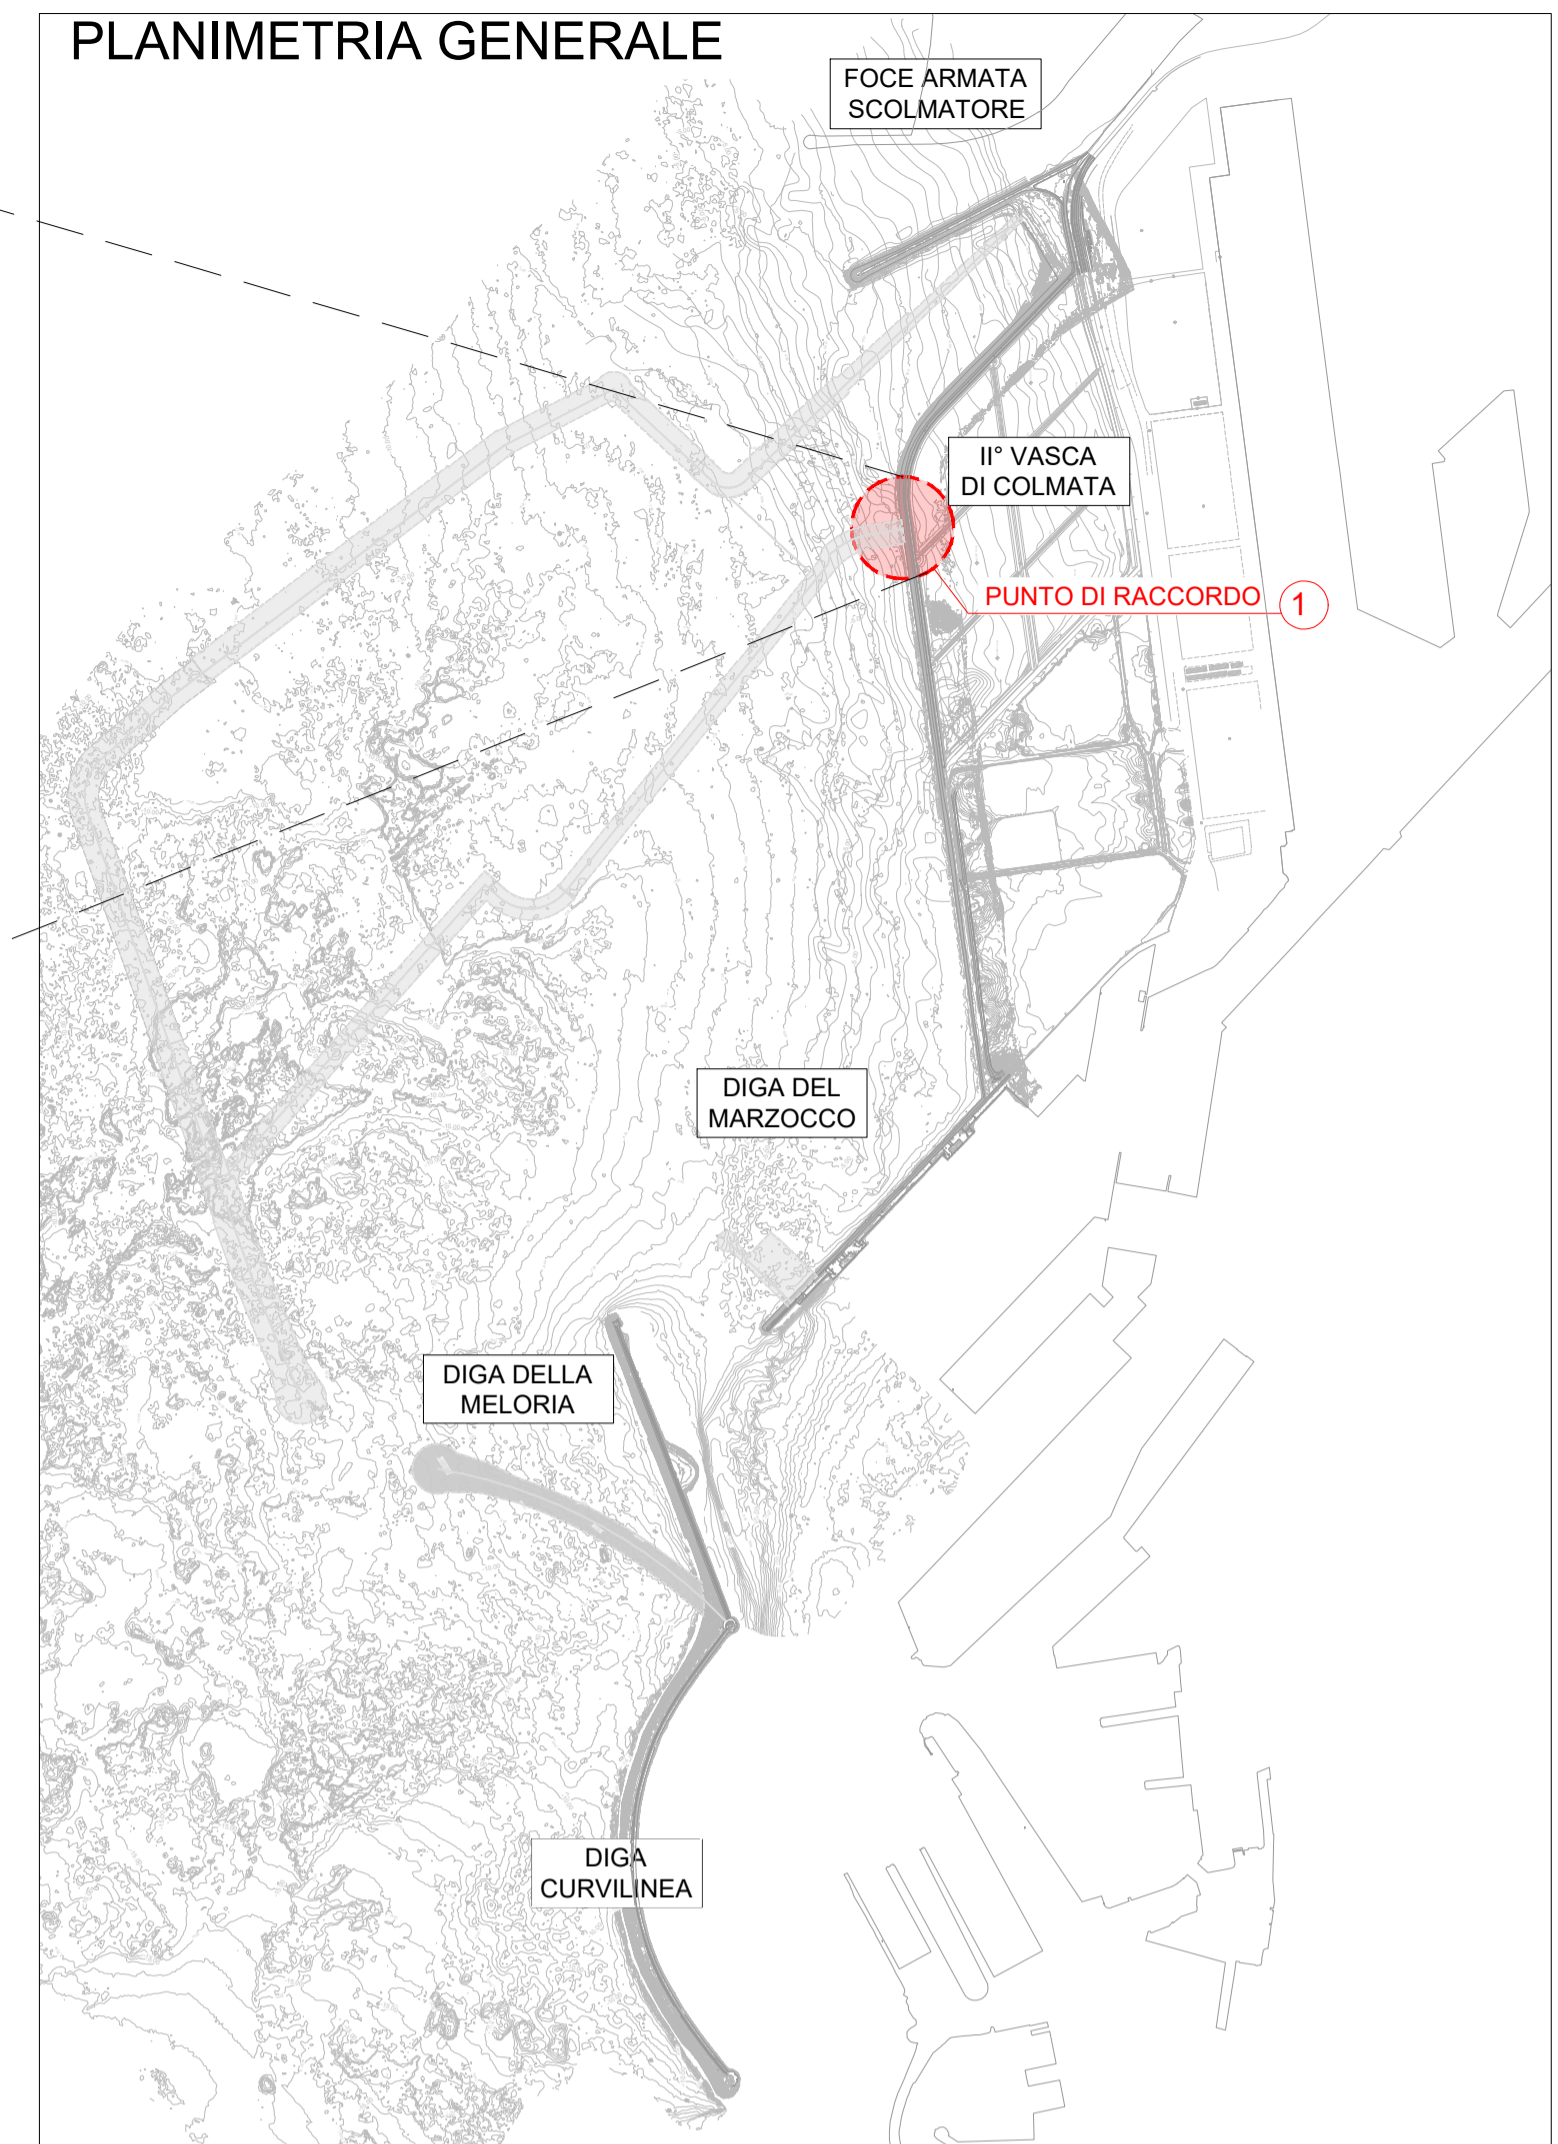 PLANIMETRIA GENERALE
FOCE ARMATA
SCOLMATORE
II° VASCA
DI COLMATA
PUNTO DI RACCORDO 1
DIGA DEL
MARZOCCO
DIGA DELLA
MELORIA
DIGA
CURVILINEA